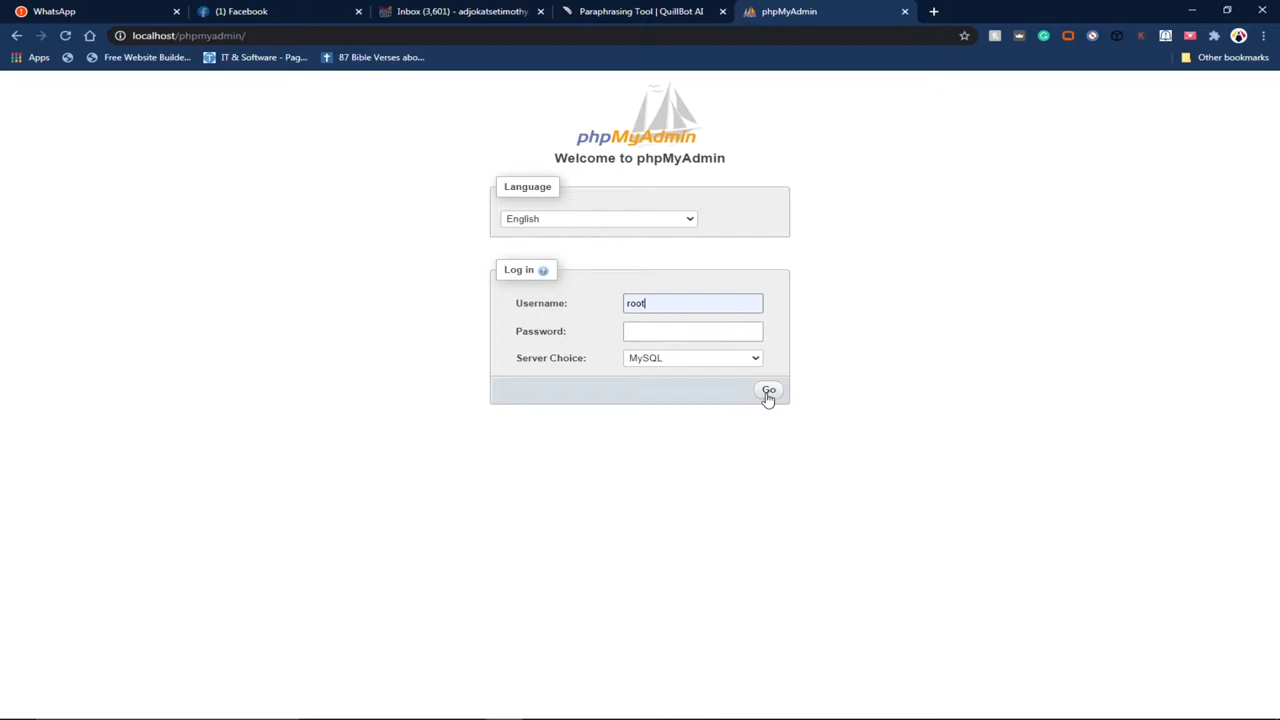 WhatsApp
(1) Facebook
Inbox (3,601) - adjokatsetimothy
Paraphrasing Tool | QuillBot AI
phpMyAdmin
localhost/phpmyadmin/
Apps
Free Website Builde...
IT & Software - Pag...
87 Bible Verses abo...
Other bookmarks
phpMyAdmin
Welcome to phpMyAdmin
Language
English
Log in
Username:
root
Password:
Server Choice:
MySQL
Go